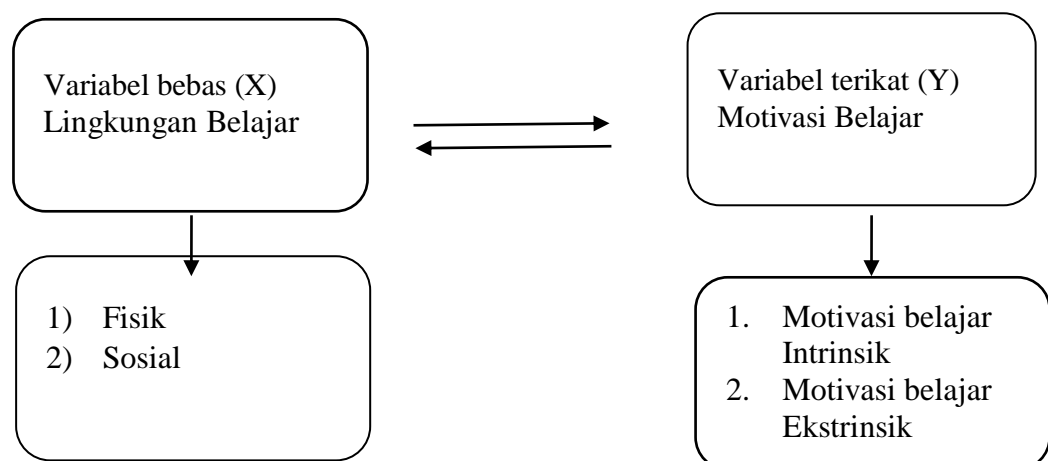 Variabel bebas (X)
Lingkungan Belajar
Variabel terikat (Y)
Motivasi Belajar
1) Fisik
2) Sosial
1. Motivasi belajar
Intrinsik
2. Motivasi belajar
Ekstrinsik